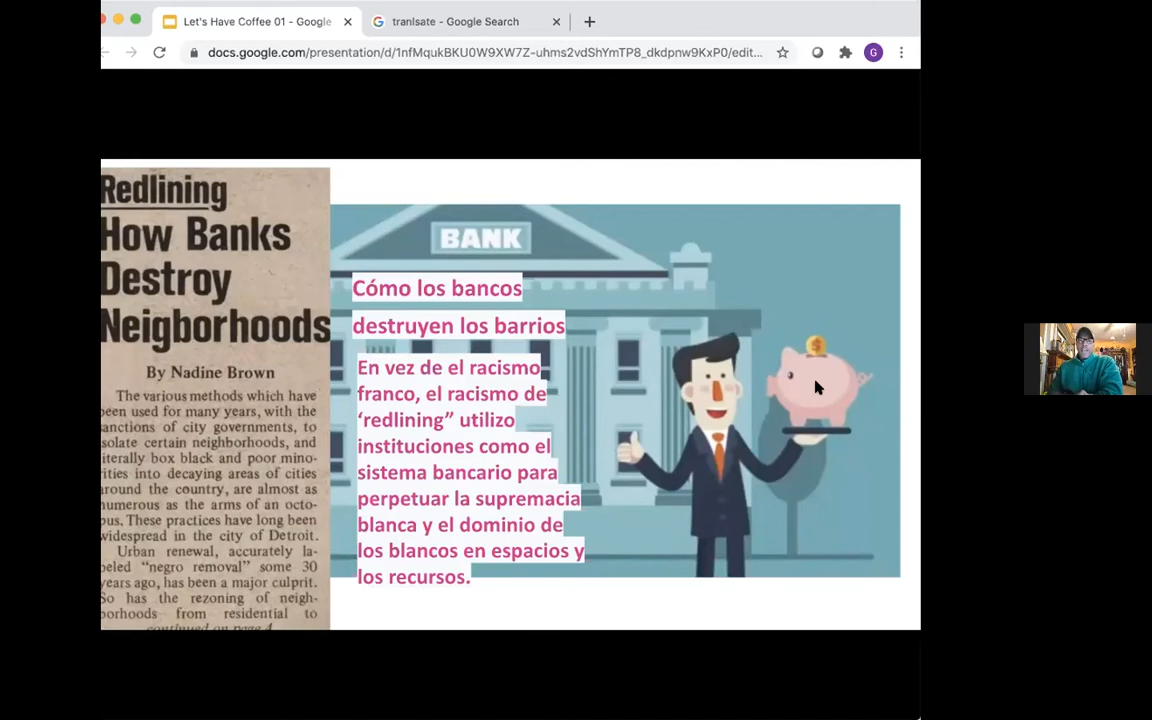 Let's Have Coffee 01 - Google
tranlsate - Google Search
docs.google.com/presentation/d/1nfMqukBKU0W9XW7Z-uhms2vdShYmTP8_dkdpnw9KxP0/edit...
G
Redlining
How Banks
Destroy
Neigborhoods
By Nadine Brown
The various methods which have
been used for many years, with the
sanctions of city governments, to
isolate certain neighborhoods, and
literally box black and poor mino-
rities into decaying areas of cities
around the country, are almost as
numerous as the arms of an octo-
pus. These practices have long been
widespread in the city of Detroit.
Urban renewal, accurately la-
beled “negro removal” some 30
years ago, has been a major culprit.
So has the rezoning of neigh-
borhoods from residential to
continued on page 4
BANK
$
Cómo los bancos
destruyen los barrios
En vez de el racismo
franco, el racismo de
‘redlining” utilizo
instituciones como el
sistema bancario para
perpetuar la supremacia
blanca y el dominio de
los blancos en espacios y
los recursos.